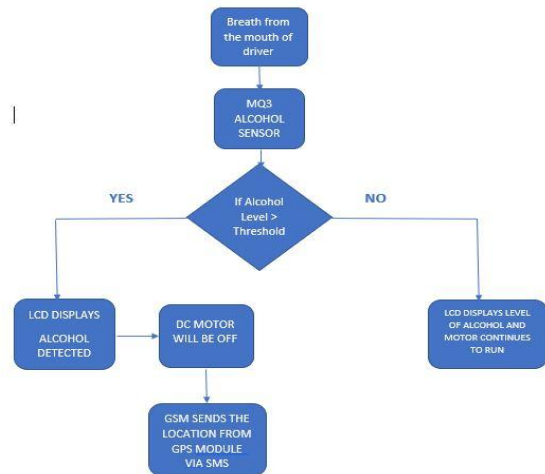 Breath from
the mouth of
driver
MQ3
ALCOHOL
SENSOR
If Alcohol
Level >
Threshold
YES
NO
LCD DISPLAYS
ALCOHOL
DETECTED
DC MOTOR
WILL BE OFF
LCD DISPLAYS LEVEL
OF ALCOHOL AND
MOTOR CONTINUES
TO RUN
GSM SENDS THE
LOCATION FROM
GPS MODULE
VIA SMS